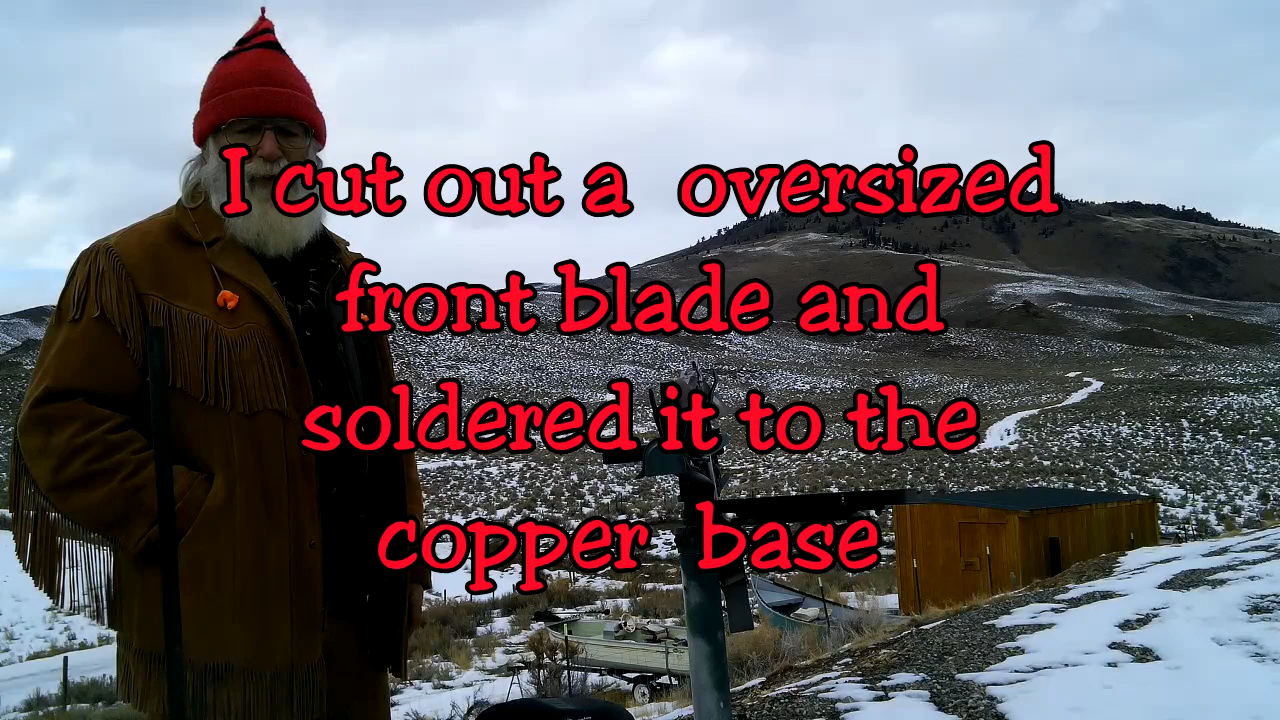 I cut out a oversized
front blade and
soldered it to the
copper base